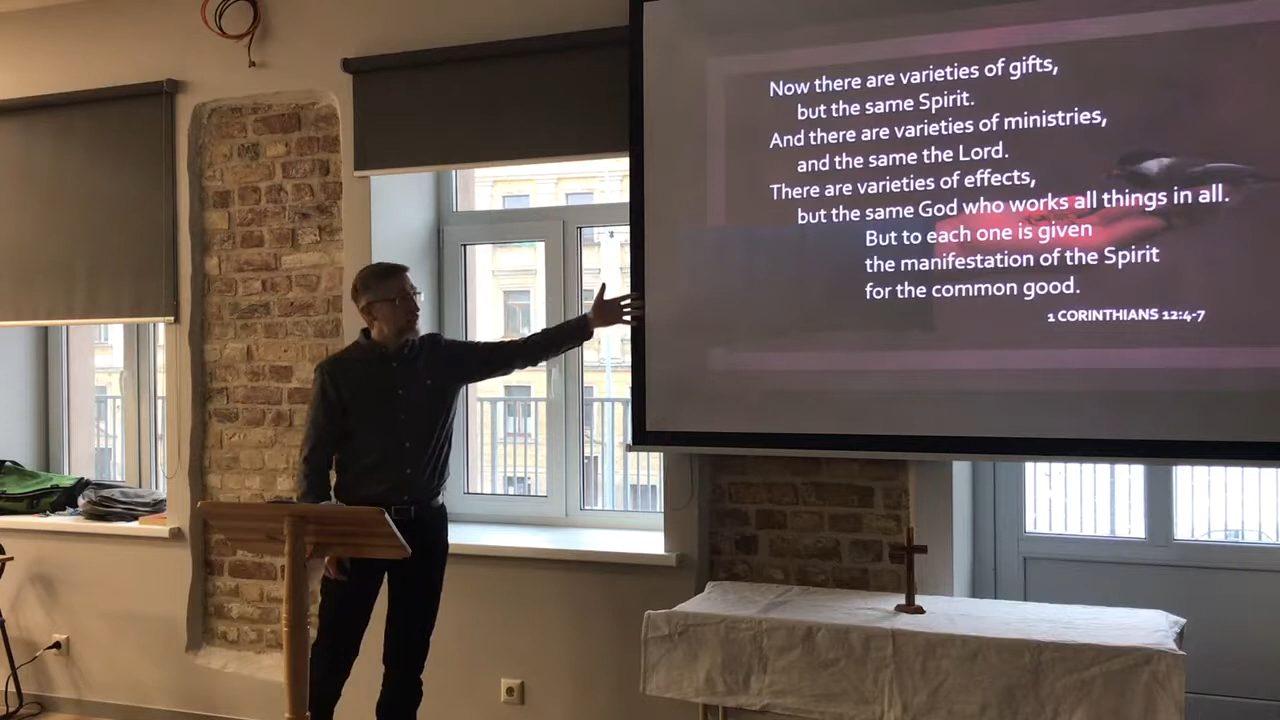 Now there are varieties of gifts,
but the same Spirit.
And there are varieties of ministries,
and the same the Lord.
There are varieties of effects,
but the same God who works all things in all.
But to each one is given
the manifestation of the Spirit
for the common good.
1 CORINTHIANS 12:4-7